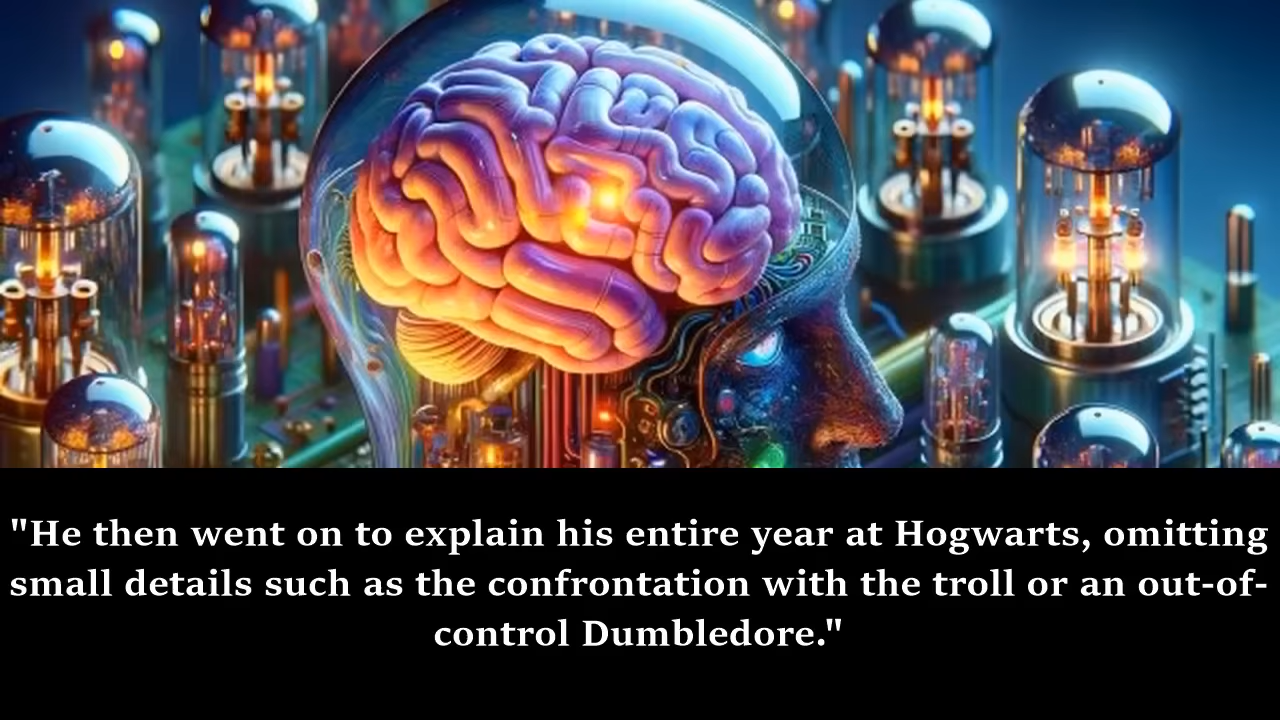 "He then went on to explain his entire year at Hogwarts, omitting
small details such as the confrontation with the troll or an out-of-
control Dumbledore."